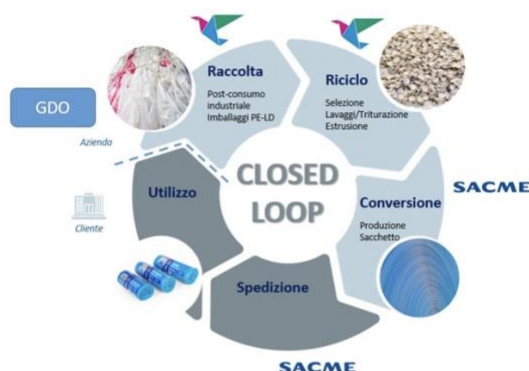 GDO
Azienda
Cliente
Raccolta
Post-consumo
industriale
Imballaggi PE-LD
Riciclo
Selezione
Lavaggi/Triturazione
Estrusione
SACME
Conversione
Produzione
Sacchetto
Spedizione
SACME
Utilizzo
CLOSED
LOOP